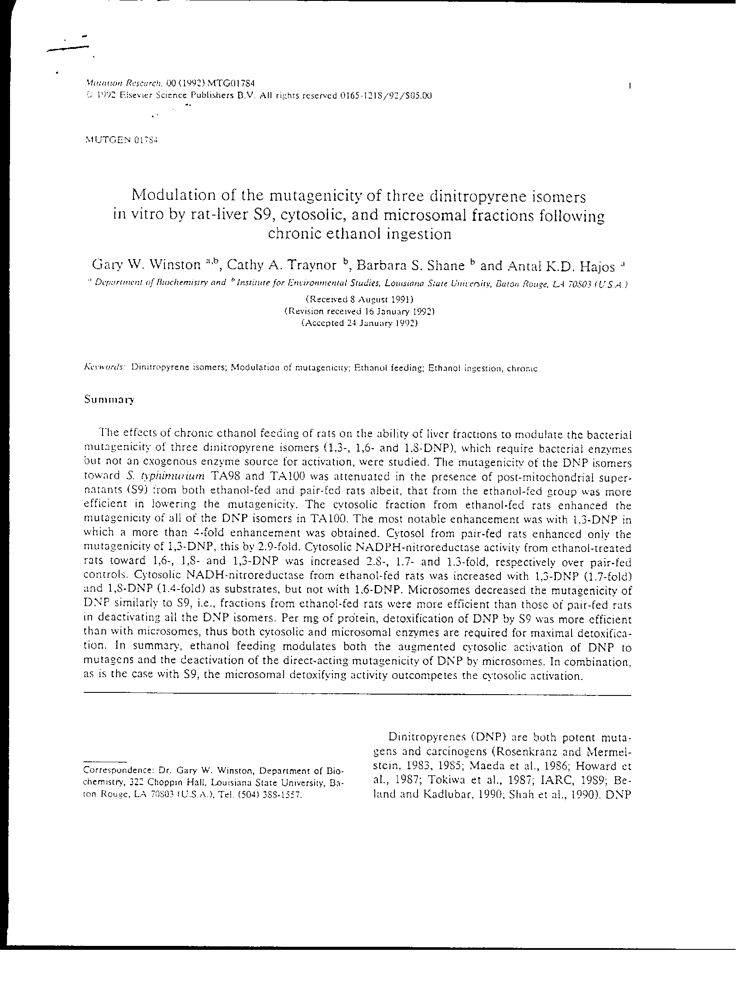 Mutation Research, 00 (1992) MTG01784
© 1992 Elsevier Science Publishers B.V. All rights reserved 0165-1218/92/$05.00
1
MUTGEN 01784
Modulation of the mutagenicity of three dinitropyrene isomers
in vitro by rat-liver S9, cytosolic, and microsomal fractions following
chronic ethanol ingestion
Gary W. Winston a,b, Cathy A. Traynor b, Barbara S. Shane b and Antal K.D. Hajos a
a Department of Biochemistry and b Institute for Environmental Studies, Louisiana State University, Baton Rouge, LA 70803 (U.S.A.)
(Received 8 August 1991)
(Revision received 16 January 1992)
(Accepted 24 January 1992)
Keywords: Dinitropyrene isomers; Modulation of mutagenicity; Ethanol feeding; Ethanol ingestion, chronic
Summary
The effects of chronic ethanol feeding of rats on the ability of liver fractions to modulate the bacterial
mutagenicity of three dinitropyrene isomers (1,3-, 1,6- and 1,8-DNP), which require bacterial enzymes
but not an exogenous enzyme source for activation, were studied. The mutagenicity of the DNP isomers
toward S. typhimurium TA98 and TA100 was attenuated in the presence of post-mitochondrial super-
natants (S9) from both ethanol-fed and pair-fed rats albeit, that from the ethanol-fed group was more
efficient in lowering the mutagenicity. The cytosolic fraction from ethanol-fed rats enhanced the
mutagenicity of all of the DNP isomers in TA100. The most notable enhancement was with 1,3-DNP in
which a more than 4-fold enhancement was obtained. Cytosol from pair-fed rats enhanced only the
mutagenicity of 1,3-DNP, this by 2.9-fold. Cytosolic NADPH-nitroreductase activity from ethanol-treated
rats toward 1,6-, 1,8- and 1,3-DNP was increased 2.8-, 1.7- and 1.3-fold, respectively over pair-fed
controls. Cytosolic NADH-nitroreductase from ethanol-fed rats was increased with 1,3-DNP (1.7-fold)
and 1,8-DNP (1.4-fold) as substrates, but not with 1,6-DNP. Microsomes decreased the mutagenicity of
DNP similarly to S9, i.e., fractions from ethanol-fed rats were more efficient than those of pair-fed rats
in deactivating all the DNP isomers. Per mg of protein, detoxification of DNP by S9 was more efficient
than with microsomes, thus both cytosolic and microsomal enzymes are required for maximal detoxifica-
tion. In summary, ethanol feeding modulates both the augmented cytosolic activation of DNP to
mutagens and the deactivation of the direct-acting mutagenicity of DNP by microsomes. In combination,
as is the case with S9, the microsomal detoxifying activity outcompetes the cytosolic activation.
Correspondence: Dr. Gary W. Winston, Department of Bio-
chemistry, 322 Choppin Hall, Louisiana State University, Ba-
ton Rouge, LA 70803 (U.S.A.), Tel. (504) 388-1557.
Dinitropyrenes (DNP) are both potent muta-
gens and carcinogens (Rosenkranz and Mermel-
stein, 1983, 1985; Maeda et al., 1986; Howard et
al., 1987; Tokiwa et al., 1987; IARC, 1989; Be-
land and Kadlubar, 1990; Shah et al., 1990). DNP